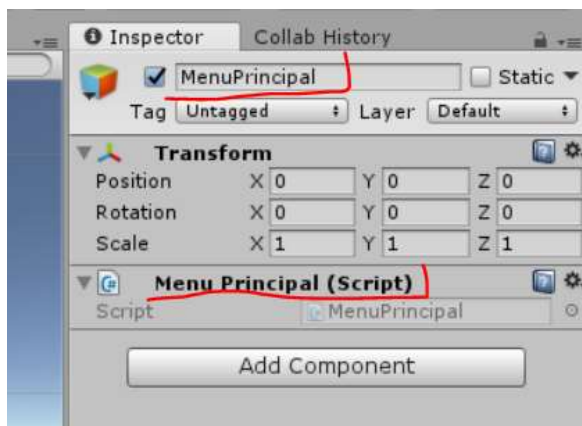 Inspector Collab History
MenuPrincipal Static
Tag Untagged Layer Default
Transform
Position X 0 Y 0 Z 0
Rotation X 0 Y 0 Z 0
Scale X 1 Y 1 Z 1
C# Menu Principal (Script)
Script MenuPrincipal
Add Component